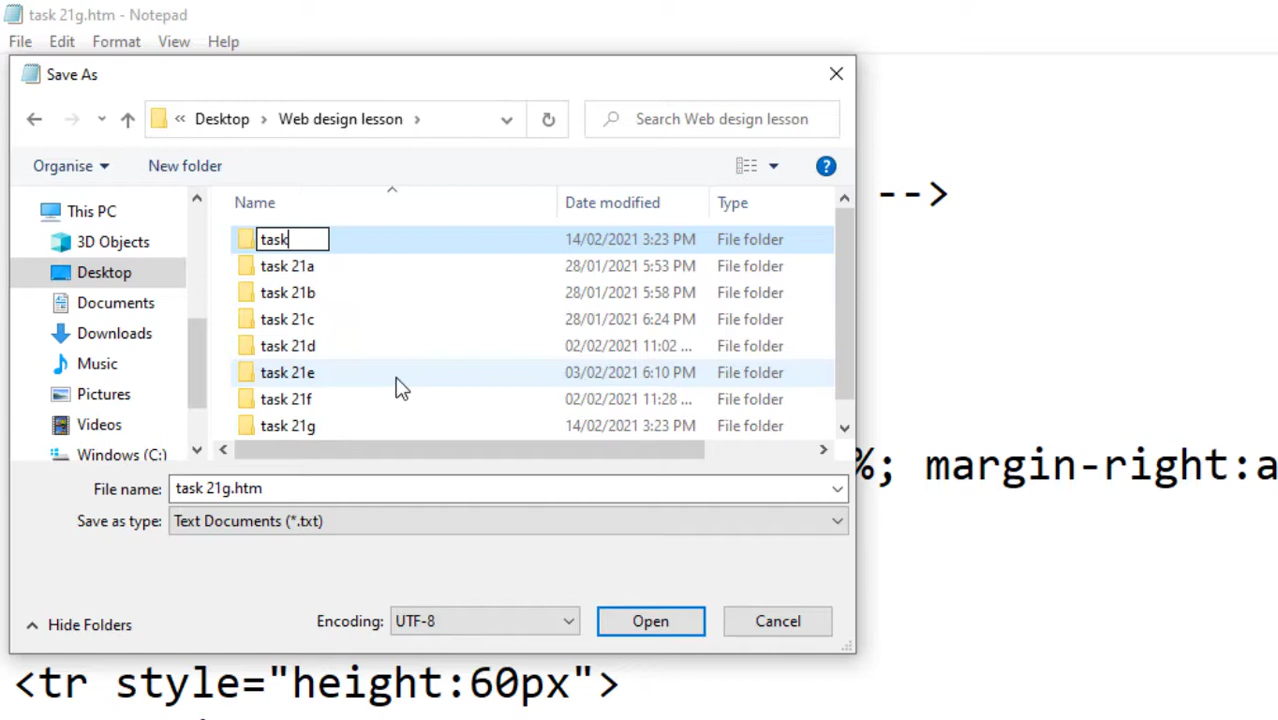 task 21g.htm - Notepad
File Edit Format View Help
Save As
« Desktop > Web design lesson >
Search Web design lesson
Organise New folder
Name Date modified Type
This PC
3D Objects
Desktop
Documents
Downloads
Music
Pictures
Videos
Windows (C:)
task 14/02/2021 3:23 PM File folder
task 21a 28/01/2021 5:53 PM File folder
task 21b 28/01/2021 5:58 PM File folder
task 21c 28/01/2021 6:24 PM File folder
task 21d 02/02/2021 11:02 ... File folder
task 21e 03/02/2021 6:10 PM File folder
task 21f 02/02/2021 11:28 ... File folder
task 21g 14/02/2021 3:23 PM File folder
File name: task 21g.htm
Save as type: Text Documents (*.txt)
Hide Folders
Encoding: UTF-8 Open Cancel
-->
%; margin-right:a
<tr style="height:60px">